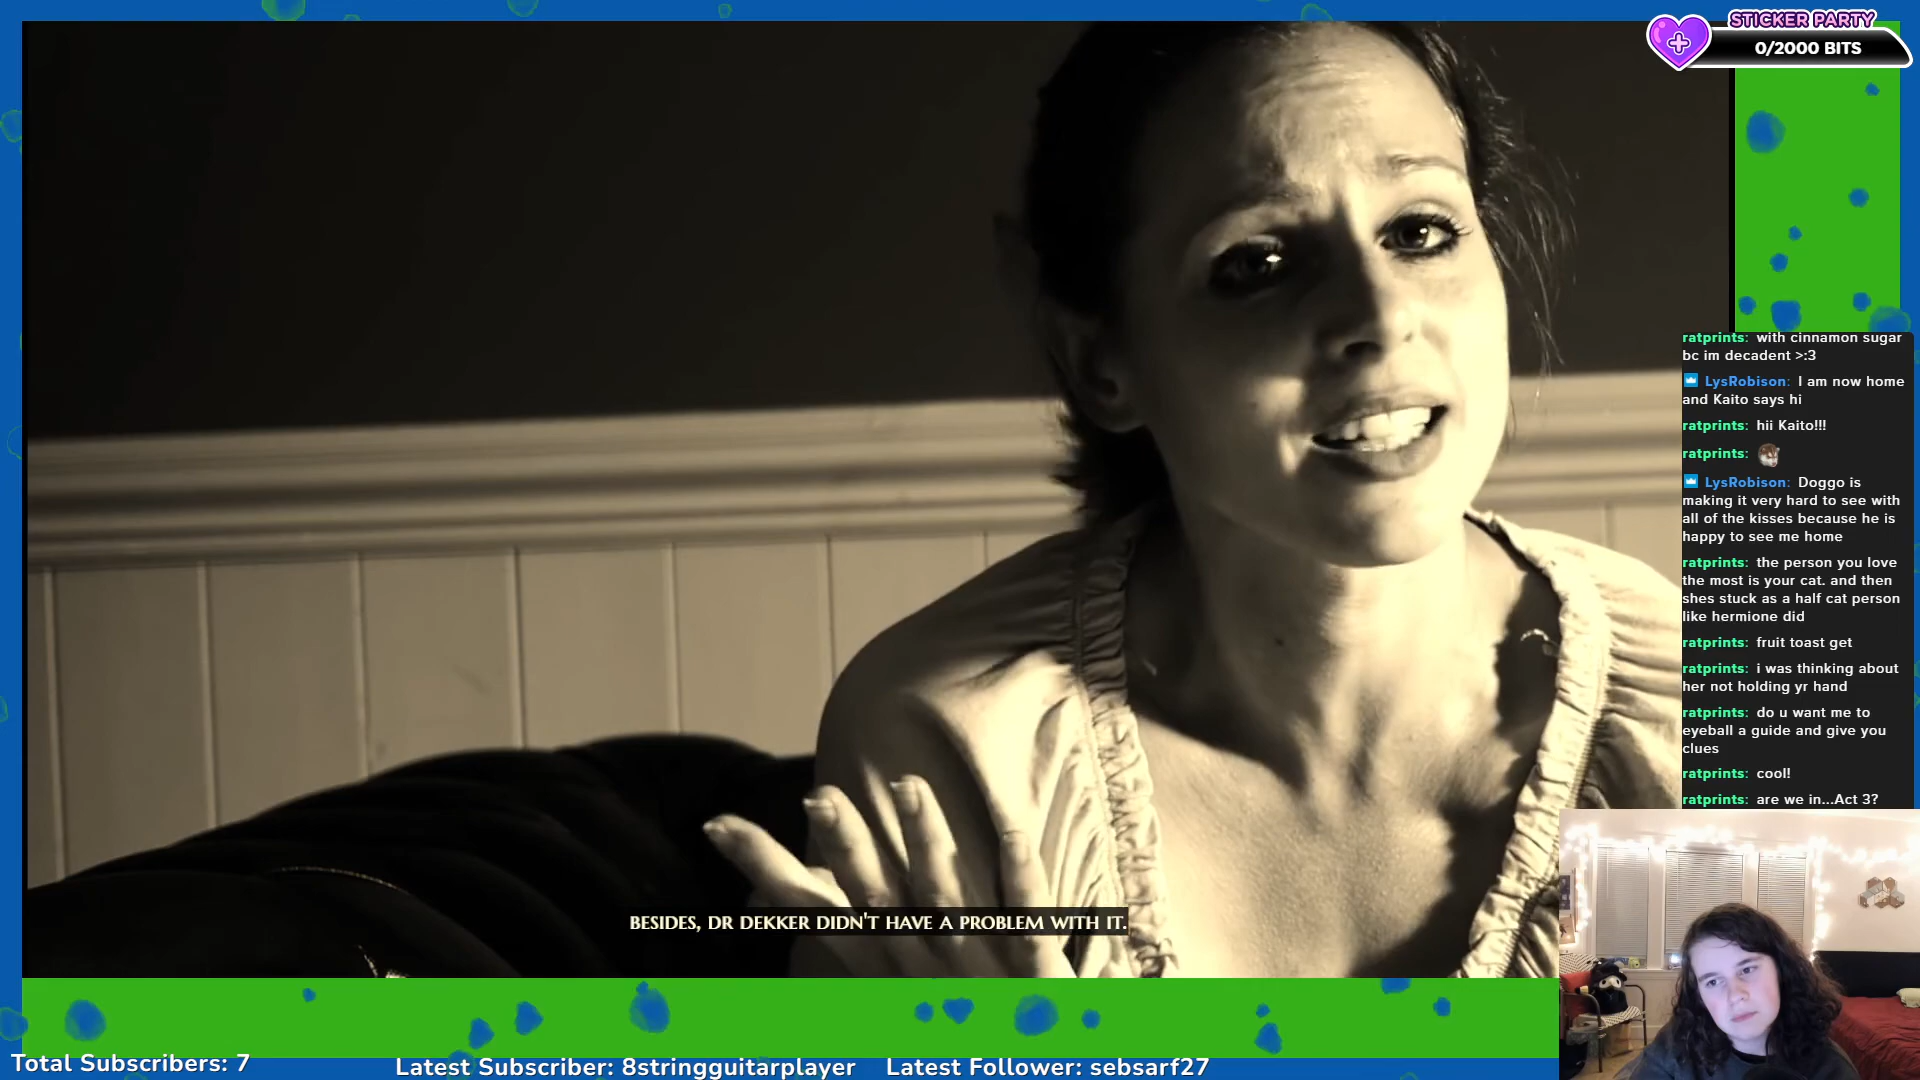 STICKER PARTY
0/2000 BITS
ratprints: with cinnamon sugar
bc im decadent >:3
LysRobison: I am now home
and Kaito says hi
ratprints: hii Kaito!!!
ratprints:
LysRobison: Doggo is
making it very hard to see with
all of the kisses because he is
happy to see me home
ratprints: the person you love
the most is your cat. and then
shes stuck as a half cat person
like hermione did
ratprints: fruit toast get
ratprints: i was thinking about
her not holding yr hand
ratprints: do u want me to
eyeball a guide and give you
clues
ratprints: cool!
ratprints: are we in...Act 3?
BESIDES, DR DEKKER DIDN'T HAVE A PROBLEM WITH IT.
Total Subscribers: 7
Latest Subscriber: 8stringguitarplayer
Latest Follower: sebsarf27